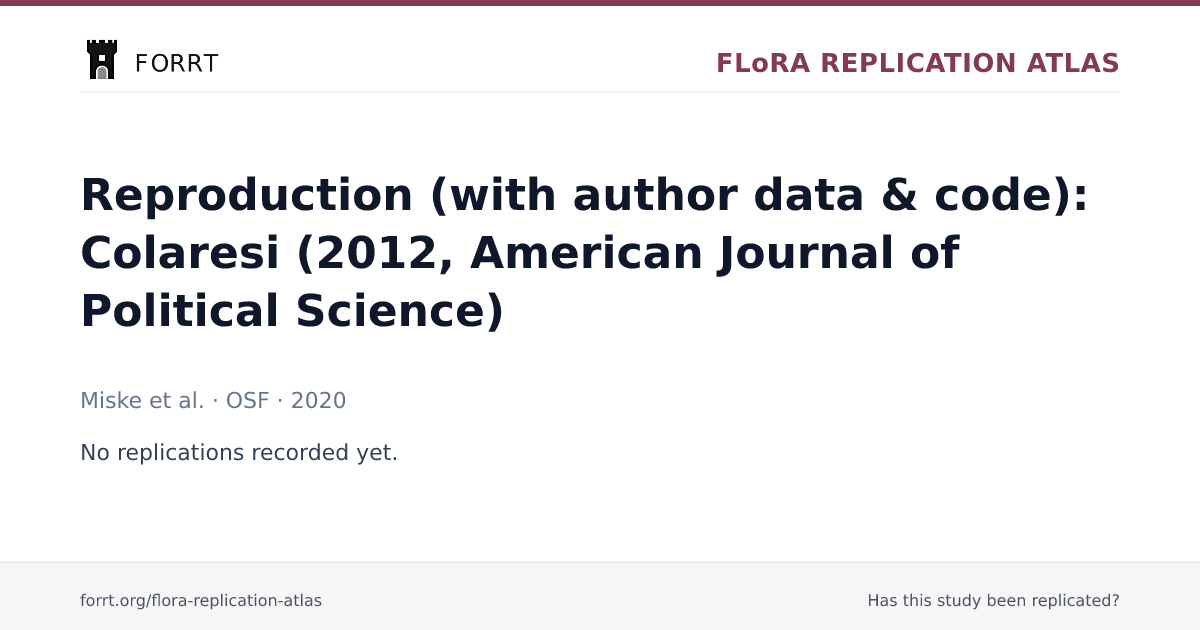 FORRT
FLoRA REPLICATION ATLAS
Reproduction (with author data & code):
Colaresi (2012, American Journal of
Political Science)
Miske et al. · OSF · 2020
No replications recorded yet.
forrt.org/flora-replication-atlas
Has this study been replicated?